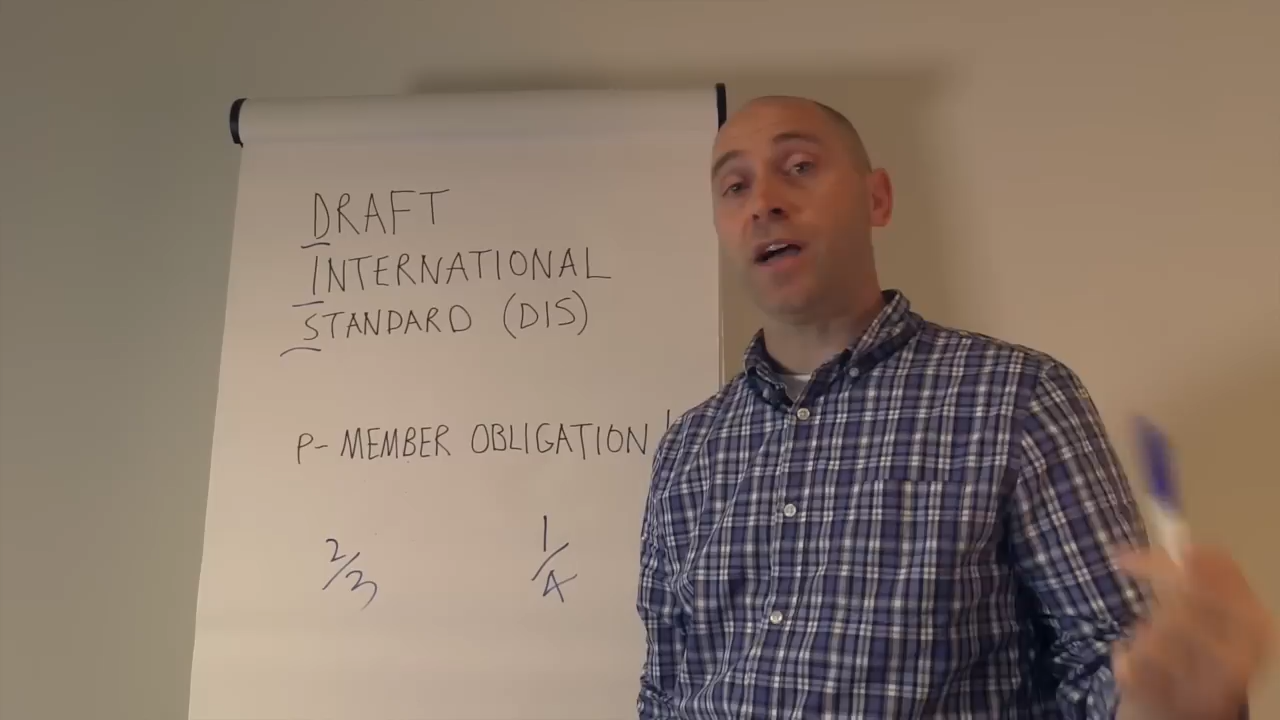 DRAFT
INTERNATIONAL
STANDARD (DIS)
P- MEMBER OBLIGATION
2/3 1/4